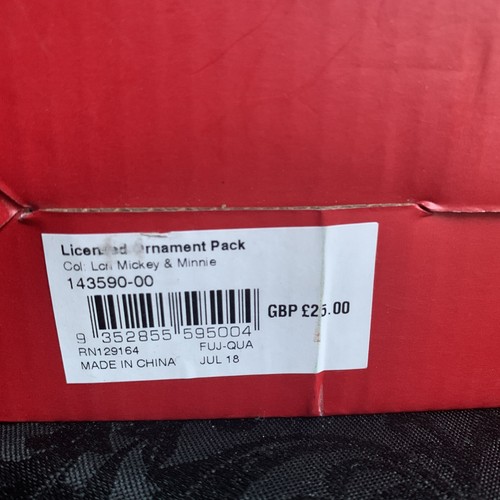 Licensed Ornament Pack
Col: Lcn Mickey & Minnie
143590-00
GBP £25.00
9 352855 595004
RN129164 FUJ-QUA
MADE IN CHINA JUL 18